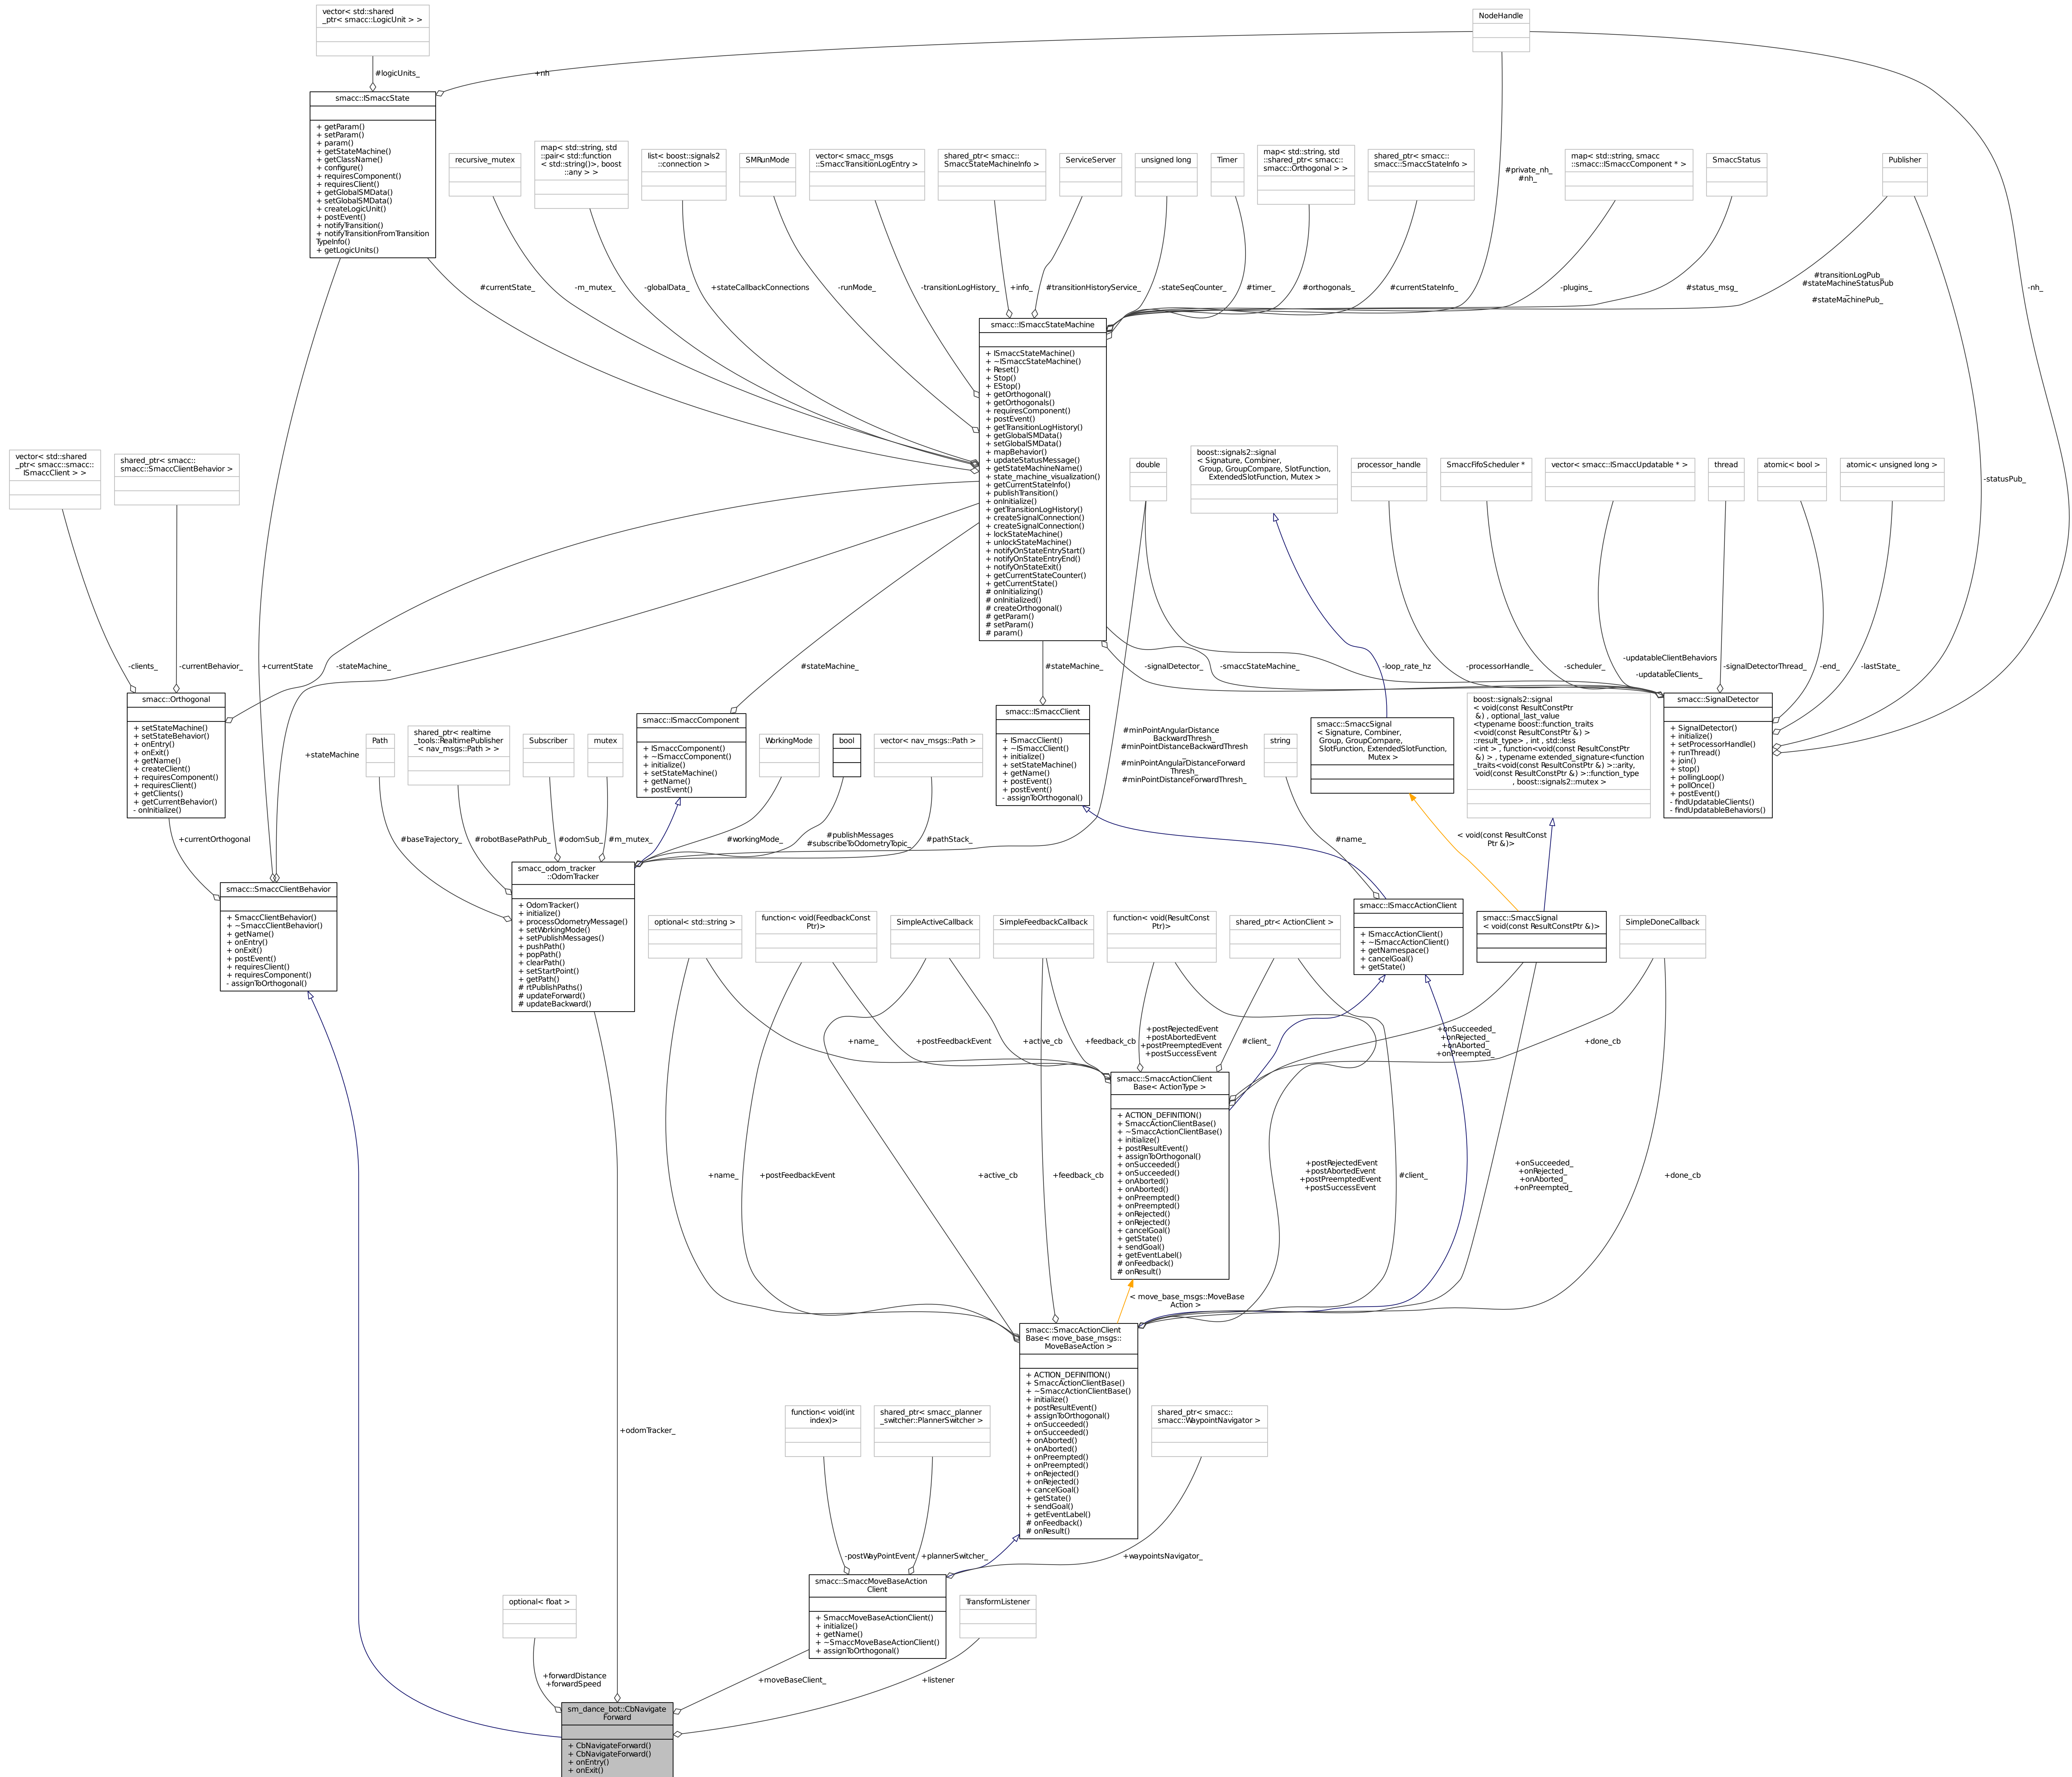 vector< std::shared
_ptr< smacc::LogicUnit > >
NodeHandle
#logicUnits_
+nh
smacc::ISmaccState
+ getParam()
+ setParam()
+ param()
+ getStateMachine()
+ getClassName()
+ configure()
+ requiresComponent()
+ requiresClient()
+ getGlobalSMData()
+ setGlobalSMData()
+ createLogicUnit()
+ postEvent()
+ notifyTransition()
+ notifyTransitionFromTransition
TypeInfo()
+ getLogicUnits()
recursive_mutex
map< std::string, std
::pair< std::function
< std::string()>, boost
::any > >
list< boost::signals2
::connection >
SMRunMode
vector< smacc_msgs
::SmaccTransitionLogEntry >
shared_ptr< smacc::
SmaccStateMachineInfo >
ServiceServer
unsigned long
Timer
map< std::string, std
::shared_ptr< smacc::
smacc::Orthogonal > >
shared_ptr< smacc::
smacc::SmaccStateInfo >
#private_nh_
#nh_
map< std::string, smacc
::smacc::ISmaccComponent * >
SmaccStatus
Publisher
#currentState_
-m_mutex_
-globalData_
+stateCallbackConnections
-runMode_
-transitionLogHistory_
+info_
#transitionHistoryService_
-stateSeqCounter_
#timer_
#orthogonals_
#currentStateInfo_
-plugins_
#status_msg_
#transitionLogPub_
#stateMachineStatusPub
_
#stateMachinePub_
-nh_
smacc::ISmaccStateMachine
+ ISmaccStateMachine()
+ ~ISmaccStateMachine()
+ Reset()
+ Stop()
+ EStop()
+ getOrthogonal()
+ getOrthogonals()
+ requiresComponent()
+ postEvent()
+ getTransitionLogHistory()
+ getGlobalSMData()
+ setGlobalSMData()
+ mapBehavior()
+ updateStatusMessage()
+ getStateMachineName()
+ state_machine_visualization()
+ getCurrentStateInfo()
+ publishTransition()
+ onInitialize()
+ getTransitionLogHistory()
+ createSignalConnection()
+ createSignalConnection()
+ lockStateMachine()
+ unlockStateMachine()
+ notifyOnStateEntryStart()
+ notifyOnStateEntryEnd()
+ notifyOnStateExit()
+ getCurrentStateCounter()
+ getCurrentState()
# onInitializing()
# onInitialized()
# createOrthogonal()
# getParam()
# setParam()
# param()
vector< std::shared
_ptr< smacc::smacc::
ISmaccClient > >
shared_ptr< smacc::
smacc::SmaccClientBehavior >
double
boost::signals2::signal
< Signature, Combiner,
Group, GroupCompare, SlotFunction,
ExtendedSlotFunction, Mutex >
processor_handle
SmaccFifoScheduler *
vector< smacc::ISmaccUpdatable * >
thread
atomic< bool >
atomic< unsigned long >
-statusPub_
-clients_
-currentBehavior_
+currentState
-stateMachine_
#stateMachine_
#stateMachine_
-signalDetector_
-smaccStateMachine_
-loop_rate_hz
-processorHandle_
-scheduler_
-updatableClientBehaviors
_
-updatableClients_
-signalDetectorThread_
-end_
-lastState_
smacc::Orthogonal
+ setStateMachine()
+ setStateBehavior()
+ onEntry()
+ onExit()
+ getName()
+ createClient()
+ requiresComponent()
+ requiresClient()
+ getClients()
+ getCurrentBehavior()
- onInitialize()
+stateMachine
Path
shared_ptr< realtime
_tools::RealtimePublisher
< nav_msgs::Path > >
Subscriber
mutex
smacc::ISmaccComponent
+ ISmaccComponent()
+ ~ISmaccComponent()
+ initialize()
+ setStateMachine()
+ getName()
+ postEvent()
WorkingMode
bool
vector< nav_msgs::Path >
smacc::ISmaccClient
+ ISmaccClient()
+ ~ISmaccClient()
+ initialize()
+ setStateMachine()
+ getName()
+ postEvent()
+ postEvent()
- assignToOrthogonal()
#minPointAngularDistance
BackwardThresh_
#minPointDistanceBackwardThresh
_
#minPointAngularDistanceForward
Thresh_
#minPointDistanceForwardThresh_
string
smacc::SmaccSignal
< Signature, Combiner,
Group, GroupCompare,
SlotFunction, ExtendedSlotFunction,
Mutex >
boost::signals2::signal
< void(const ResultConstPtr
&) , optional_last_value
<typename boost::function_traits
<void(const ResultConstPtr &) >
::result_type> , int , std::less
<int > , function<void(const ResultConstPtr
&) > , typename extended_signature<function
_traits<void(const ResultConstPtr &) >::arity,
void(const ResultConstPtr &) >::function_type
, boost::signals2::mutex >
smacc::SignalDetector
+ SignalDetector()
+ initialize()
+ setProcessorHandle()
+ runThread()
+ join()
+ stop()
+ pollingLoop()
+ pollOnce()
+ postEvent()
- findUpdatableClients()
- findUpdatableBehaviors()
+currentOrthogonal
#baseTrajectory_
#robotBasePathPub_
#odomSub_
#m_mutex_
#workingMode_
#publishMessages
#subscribeToOdometryTopic_
#pathStack_
#name_
< void(const ResultConst
Ptr &)>
smacc::SmaccClientBehavior
+ SmaccClientBehavior()
+ ~SmaccClientBehavior()
+ getName()
+ onEntry()
+ onExit()
+ postEvent()
+ requiresClient()
+ requiresComponent()
- assignToOrthogonal()
smacc_odom_tracker
::OdomTracker
+ OdomTracker()
+ initialize()
+ processOdometryMessage()
+ setWorkingMode()
+ setPublishMessages()
+ pushPath()
+ popPath()
+ clearPath()
+ setStartPoint()
+ getPath()
# rtPublishPaths()
# updateForward()
# updateBackward()
optional< std::string >
function< void(FeedbackConst
Ptr)>
SimpleActiveCallback
SimpleFeedbackCallback
function< void(ResultConst
Ptr)>
shared_ptr< ActionClient >
smacc::ISmaccActionClient
+ ISmaccActionClient()
+ ~ISmaccActionClient()
+ getNamespace()
+ cancelGoal()
+ getState()
smacc::SmaccSignal
< void(const ResultConstPtr &)>
SimpleDoneCallback
+name_
+postFeedbackEvent
+active_cb
+feedback_cb
+postRejectedEvent
+postAbortedEvent
+postPreemptedEvent
+postSuccessEvent
#client_
+onSucceeded_
+onRejected_
+onAborted_
+onPreempted_
+done_cb
smacc::SmaccActionClient
Base< ActionType >
+ ACTION_DEFINITION()
+ SmaccActionClientBase()
+ ~SmaccActionClientBase()
+ initialize()
+ postResultEvent()
+ assignToOrthogonal()
+ onSucceeded()
+ onSucceeded()
+ onAborted()
+ onAborted()
+ onPreempted()
+ onPreempted()
+ onRejected()
+ onRejected()
+ cancelGoal()
+ getState()
+ sendGoal()
+ getEventLabel()
# onFeedback()
# onResult()
+name_
+postFeedbackEvent
+active_cb
+feedback_cb
+postRejectedEvent
+postAbortedEvent
+postPreemptedEvent
+postSuccessEvent
#client_
+onSucceeded_
+onRejected_
+onAborted_
+onPreempted_
+done_cb
< move_base_msgs::MoveBase
Action >
smacc::SmaccActionClient
Base< move_base_msgs::
MoveBaseAction >
+ ACTION_DEFINITION()
+ SmaccActionClientBase()
+ ~SmaccActionClientBase()
+ initialize()
+ postResultEvent()
+ assignToOrthogonal()
+ onSucceeded()
+ onSucceeded()
+ onAborted()
+ onAborted()
+ onPreempted()
+ onPreempted()
+ onRejected()
+ onRejected()
+ cancelGoal()
+ getState()
+ sendGoal()
+ getEventLabel()
# onFeedback()
# onResult()
+odomTracker_
function< void(int
index)>
shared_ptr< smacc_planner
_switcher::PlannerSwitcher >
shared_ptr< smacc::
smacc::WaypointNavigator >
-postWayPointEvent
+plannerSwitcher_
+waypointsNavigator_
smacc::SmaccMoveBaseAction
Client
+ SmaccMoveBaseActionClient()
+ initialize()
+ getName()
+ ~SmaccMoveBaseActionClient()
+ assignToOrthogonal()
optional< float >
TransformListener
+forwardDistance
+forwardSpeed
+moveBaseClient_
+listener
sm_dance_bot::CbNavigate
Forward
+ CbNavigateForward()
+ CbNavigateForward()
+ onEntry()
+ onExit()